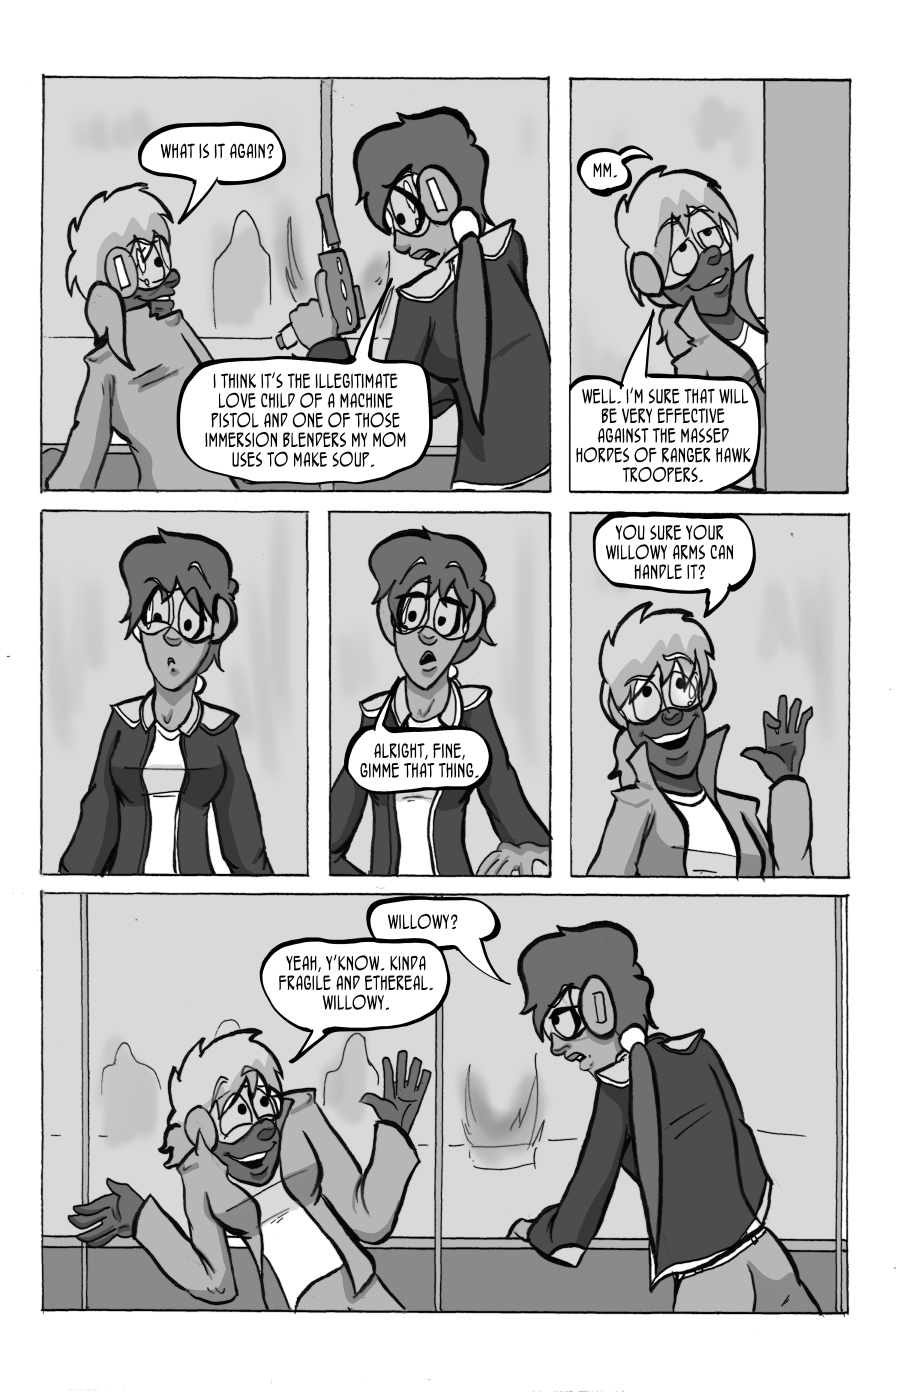 WHAT IS IT AGAIN?
I THINK IT'S THE ILLEGITIMATE
LOVE CHILD OF A MACHINE
PISTOL AND ONE OF THOSE
IMMERSION BLENDERS MY MOM
USES TO MAKE SOUP.
MM.
WELL. I'M SURE THAT WILL
BE VERY EFFECTIVE
AGAINST THE MASSED
HORDES OF RANGER HAWK
TROOPERS.
ALRIGHT, FINE,
GIMME THAT THING.
YOU SURE YOUR
WILLOWY ARMS CAN
HANDLE IT?
WILLOWY?
YEAH, Y'KNOW. KINDA
FRAGILE AND ETHEREAL.
WILLOWY.